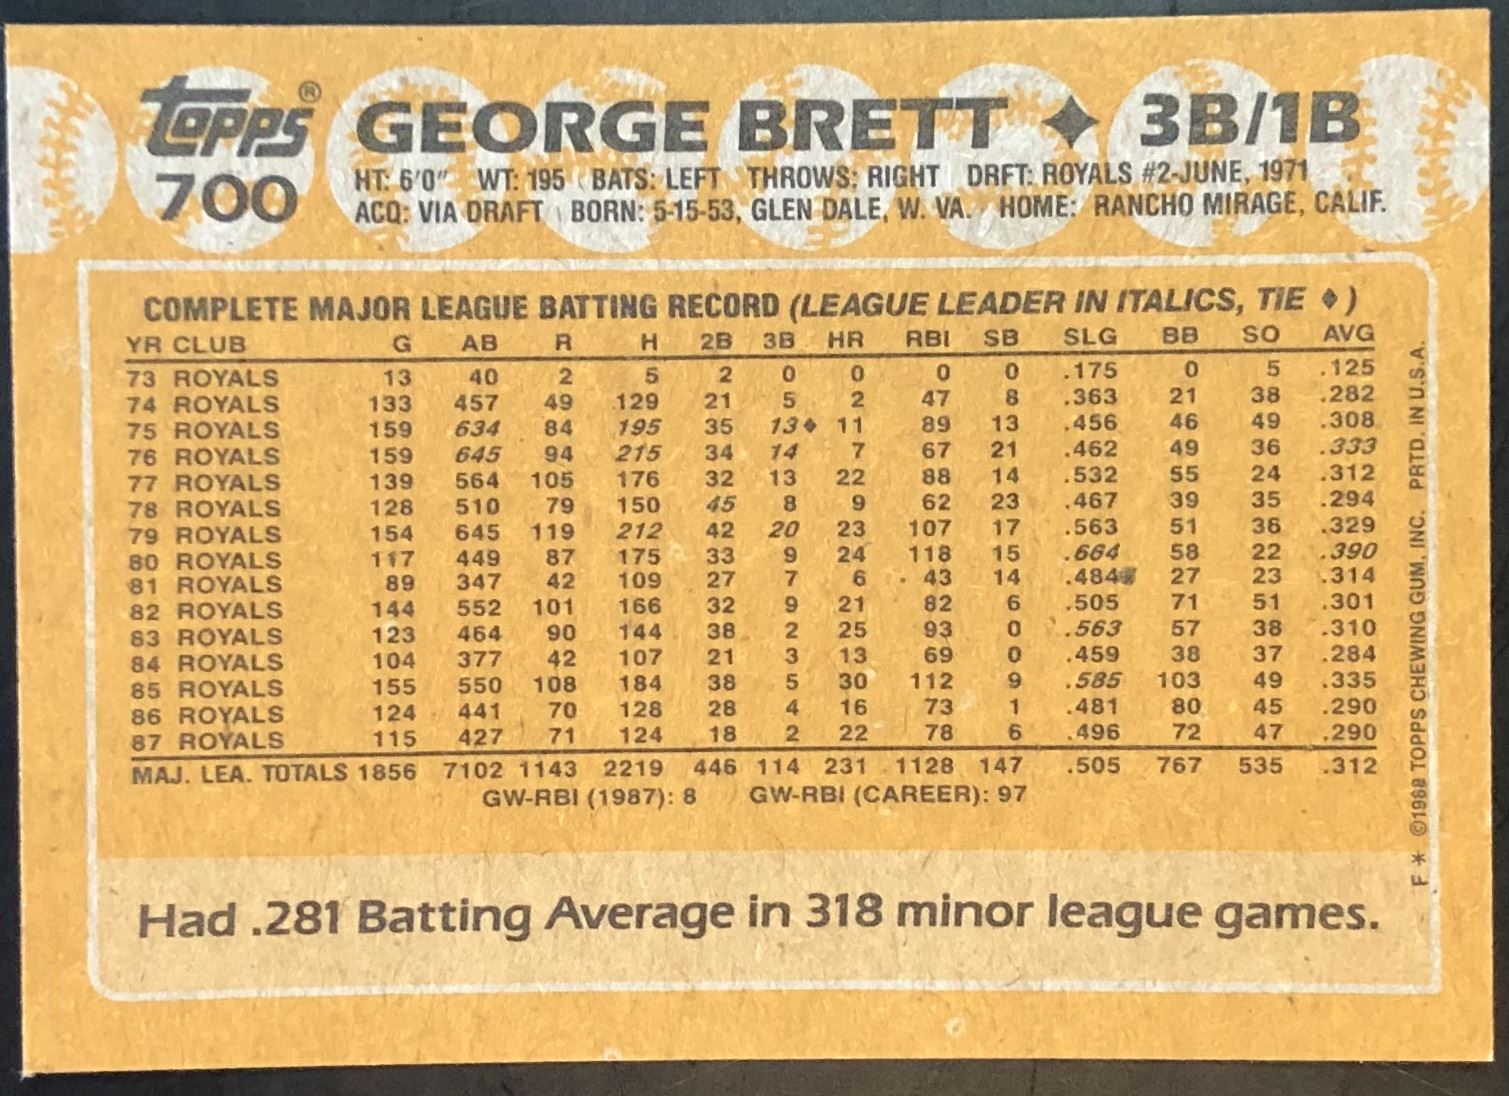 topps® GEORGE BRETT ✦ 3B/1B
700
HT: 6'0" WT: 195 BATS: LEFT THROWS: RIGHT DRFT: ROYALS #2-JUNE, 1971
ACQ: VIA DRAFT BORN: 5-15-53, GLEN DALE, W. VA. HOME: RANCHO MIRAGE, CALIF.
COMPLETE MAJOR LEAGUE BATTING RECORD (LEAGUE LEADER IN ITALICS, TIE ♦)
YR CLUB G AB R H 2B 3B HR RBI SB SLG BB SO AVG
73 ROYALS 13 40 2 5 2 0 0 0 0 .175 0 5 .125
74 ROYALS 133 457 49 129 21 5 2 47 8 .363 21 38 .282
75 ROYALS 159 634 84 195 35 13♦ 11 89 13 .456 46 49 .308
76 ROYALS 159 645 94 215 34 14 7 67 21 .462 49 36 .333
77 ROYALS 139 564 105 176 32 13 22 88 14 .532 55 24 .312
78 ROYALS 128 510 79 150 45 8 9 62 23 .467 39 35 .294
79 ROYALS 154 645 119 212 42 20 23 107 17 .563 51 36 .329
80 ROYALS 117 449 87 175 33 9 24 118 15 .664 58 22 .390
81 ROYALS 89 347 42 109 27 7 6 43 14 .484 27 23 .314
82 ROYALS 144 552 101 166 32 9 21 82 6 .505 71 51 .301
83 ROYALS 123 464 90 144 38 2 25 93 0 .563 57 38 .310
84 ROYALS 104 377 42 107 21 3 13 69 0 .459 38 37 .284
85 ROYALS 155 550 108 184 38 5 30 112 9 .585 103 49 .335
86 ROYALS 124 441 70 128 28 4 16 73 1 .481 80 45 .290
87 ROYALS 115 427 71 124 18 2 22 78 6 .496 72 47 .290
MAJ. LEA. TOTALS 1856 7102 1143 2219 446 114 231 1128 147 .505 767 535 .312
GW-RBI (1987): 8 GW-RBI (CAREER): 97
Had .281 Batting Average in 318 minor league games.
F * ©1988 TOPPS CHEWING GUM, INC. PRTD. IN U.S.A.